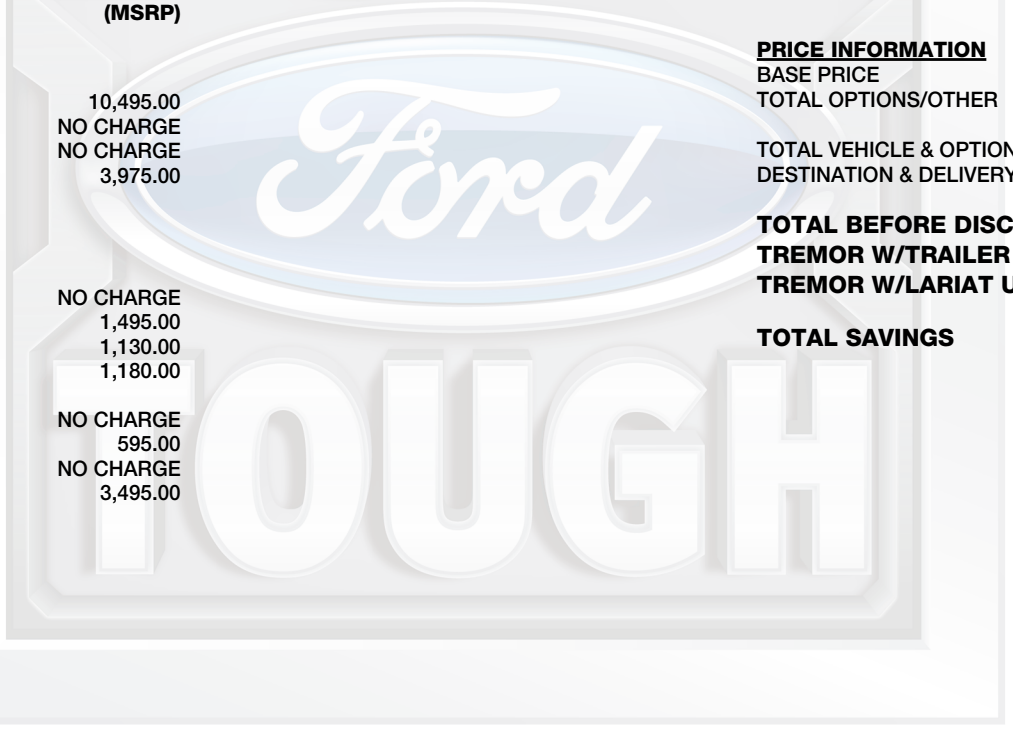 (MSRP)
10,495.00
NO CHARGE
NO CHARGE
3,975.00
NO CHARGE
1,495.00
1,130.00
1,180.00
NO CHARGE
595.00
NO CHARGE
3,495.00
PRICE INFORMATION
BASE PRICE
TOTAL OPTIONS/OTHER
TOTAL VEHICLE & OPTION
DESTINATION & DELIVERY
TOTAL BEFORE DISC
TREMOR W/TRAILER
TREMOR W/LARIAT U
TOTAL SAVINGS
Ford
TOUGH